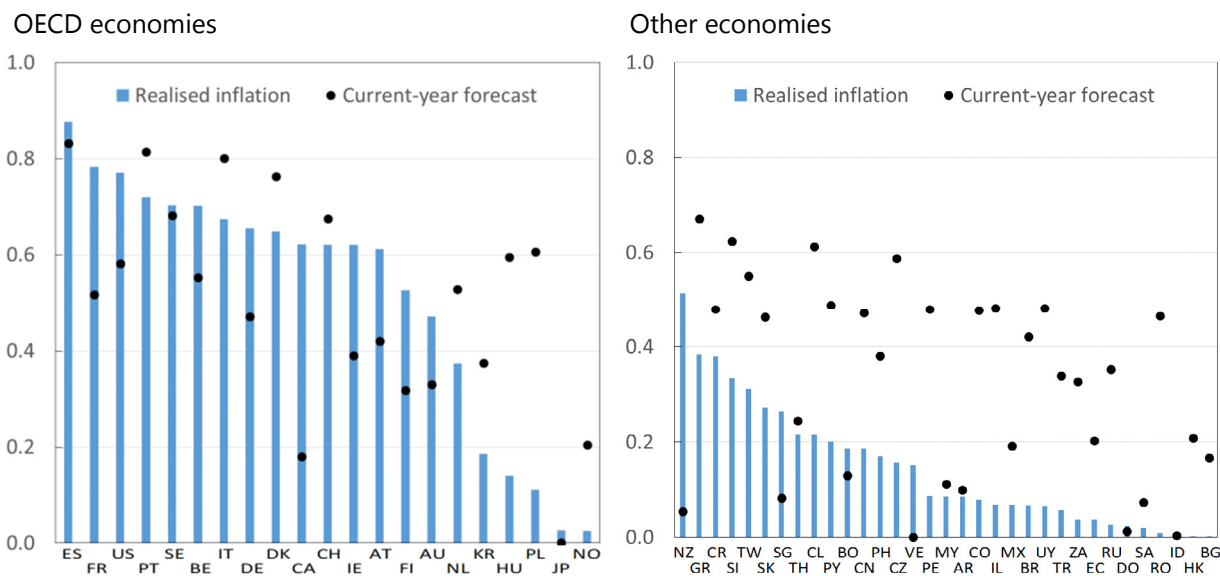 OECD economies
1.0
0.8
0.6
0.4
0.2
0.0
Realised inflation
Current-year forecast
ES US SE IT DK CH AT AU KR PL NO
FR PT BE DE CA IE FI NL HU JP
Other economies
1.0
0.8
0.6
0.4
0.2
0.0
Realised inflation
Current-year forecast
NZ CR TW SG CL BO PH VE MY CO MX UY ZA RU SA ID BG
GR SI SK TH PY CN CZ PE AR IL BR TR EC DO RO HK